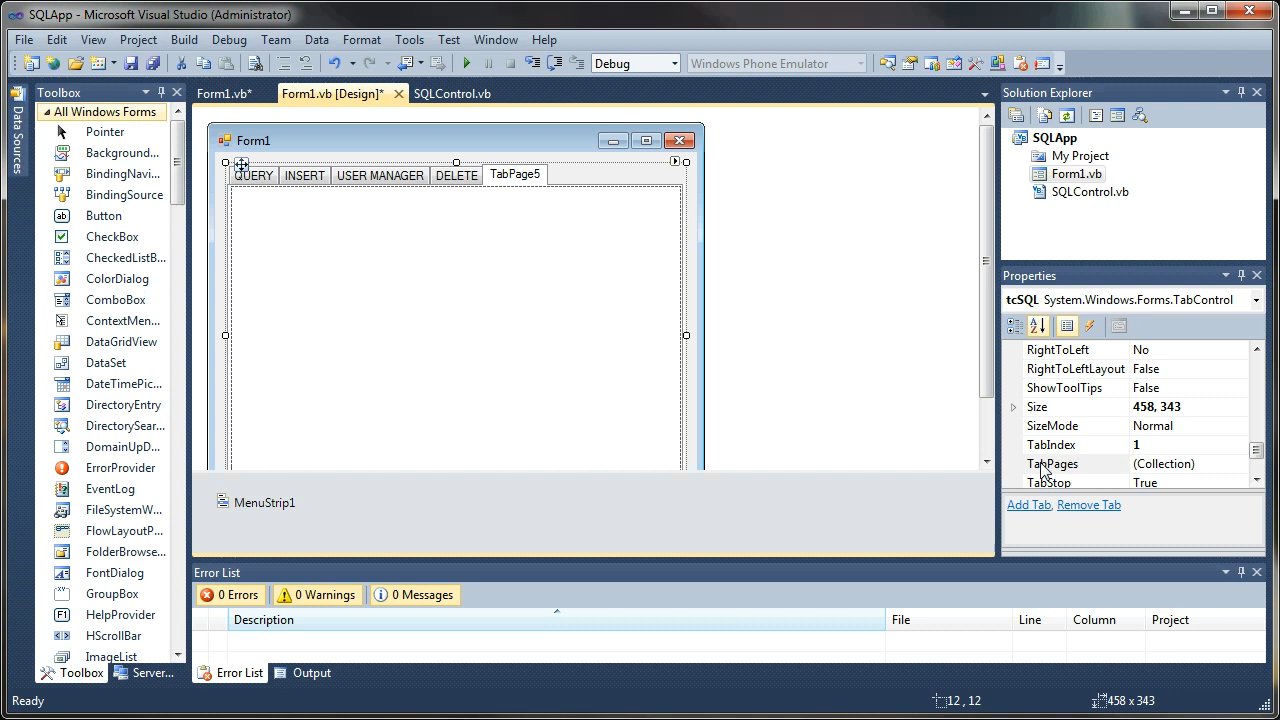 SQLApp - Microsoft Visual Studio (Administrator)
File Edit View Project Build Debug Team Data Format Tools Test Window Help
Debug Windows Phone Emulator
Data Sources
Toolbox
All Windows Forms
Pointer
Background...
BindingNavi...
BindingSource
Button
CheckBox
CheckedListB...
ColorDialog
ComboBox
ContextMen...
DataGridView
DataSet
DateTimePic...
DirectoryEntry
DirectorySear...
DomainUpD...
ErrorProvider
EventLog
FileSystemW...
FlowLayoutP...
FolderBrowse...
FontDialog
GroupBox
HelpProvider
HScrollBar
ImageList
Toolbox Server...
Form1.vb* Form1.vb [Design]* SQLControl.vb
Form1
QUERY INSERT USER MANAGER DELETE TabPage5
MenuStrip1
Error List
0 Errors 0 Warnings 0 Messages
Description File Line Column Project
Error List Output
Solution Explorer
SQLApp
My Project
Form1.vb
SQLControl.vb
Properties
tcSQL System.Windows.Forms.TabControl
RightToLeft No
RightToLeftLayout False
ShowToolTips False
Size 458, 343
SizeMode Normal
TabIndex 1
TabPages (Collection)
TabStop True
Add Tab, Remove Tab
Ready 12 , 12 458 x 343